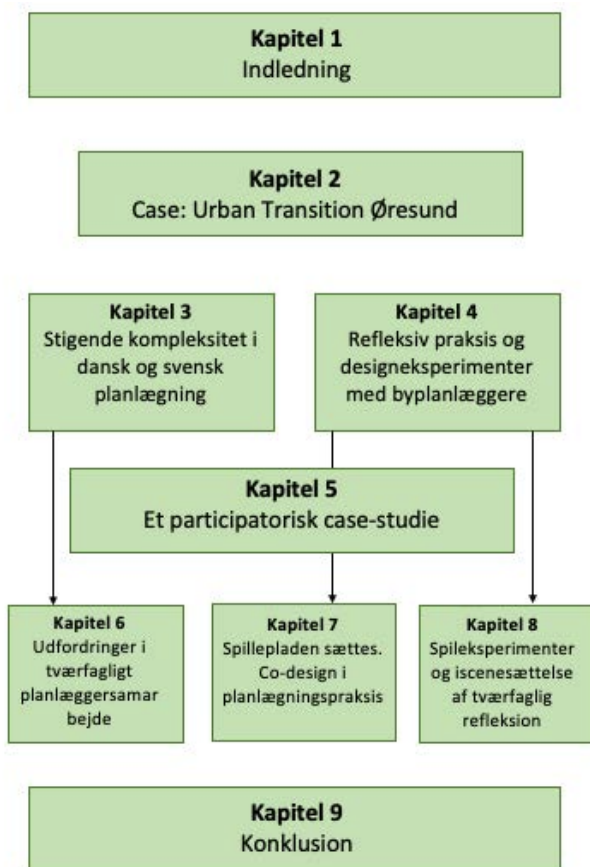 Kapitel 1
Indledning
Kapitel 2
Case: Urban Transition Øresund
Kapitel 3
Stigende kompleksitet i
dansk og svensk
planlægning
Kapitel 4
Refleksiv praksis og
designeksperimenter
med byplanlæggere
Kapitel 5
Et participatorisk case-studie
Kapitel 6
Udfordringer i
tværfagligt
planlæggersamar
bejde
Kapitel 7
Spillepladen sættes.
Co-design i
planlægningspraksis
Kapitel 8
Spileksperimenter
og iscenesættelse
af tværfaglig
refleksion
Kapitel 9
Konklusion